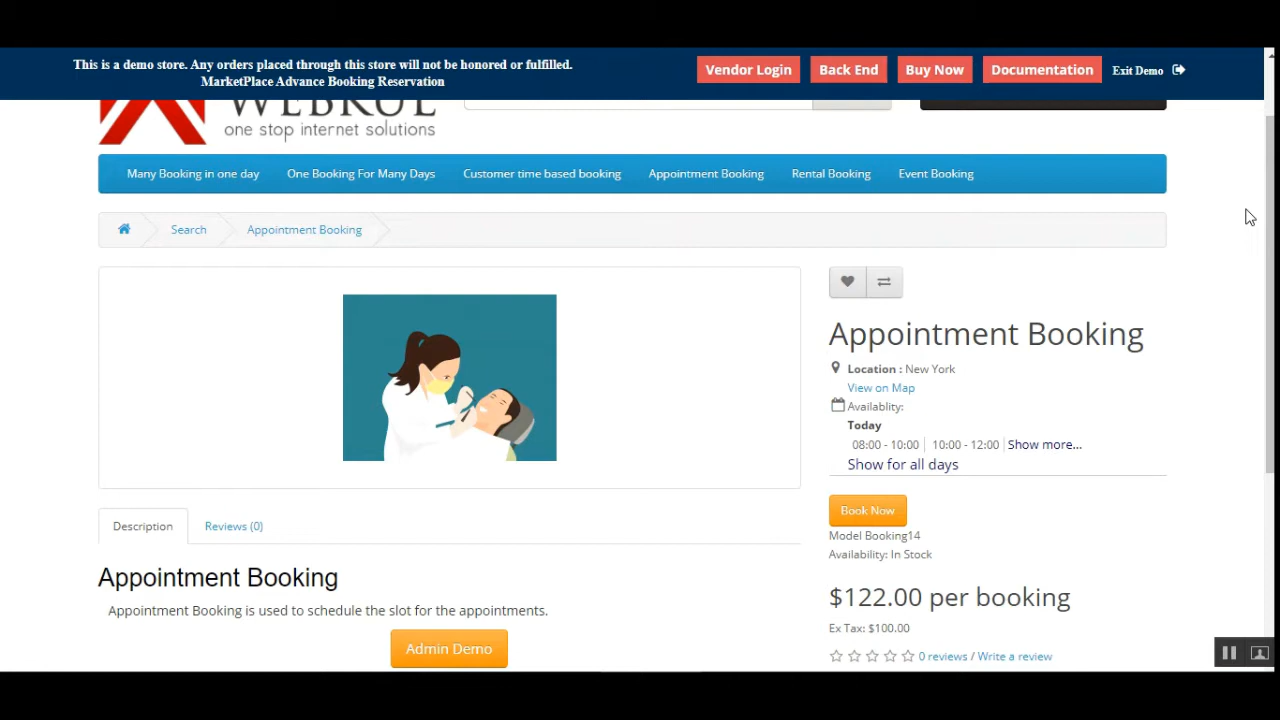 This is a demo store. Any orders placed through this store will not be honored or fulfilled.
MarketPlace Advance Booking Reservation
Vendor Login
Back End
Buy Now
Documentation
Exit Demo
WEBKUL
one stop internet solutions
Many Booking in one day
One Booking For Many Days
Customer time based booking
Appointment Booking
Rental Booking
Event Booking
Search
Appointment Booking
Appointment Booking
Location : New York
View on Map
Availablity:
Today
08:00 - 10:00 10:00 - 12:00 Show more...
Show for all days
Book Now
Model Booking14
Availability: In Stock
$122.00 per booking
Ex Tax: $100.00
0 reviews / Write a review
Description
Reviews (0)
Appointment Booking
Appointment Booking is used to schedule the slot for the appointments.
Admin Demo